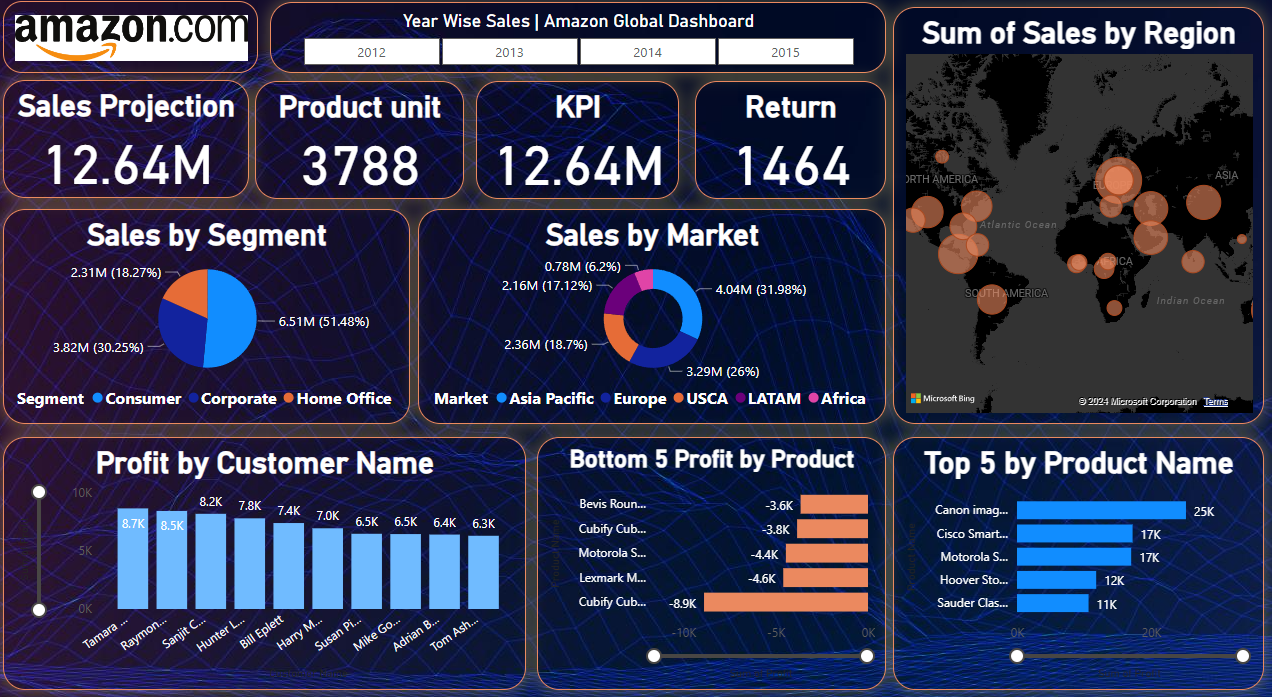 amazon.com
Year Wise Sales | Amazon Global Dashboard
2012
2013
2014
2015
Sum of Sales by Region
Sales Projection
12.64M
Product unit
3788
KPI
12.64M
Return
1464
NORTH AMERICA
ASIA
Atlantic Ocean
SOUTH AMERICA
Indian Ocean
Microsoft Bing
© 2024 Microsoft Corporation Terms
Sales by Segment
2.31M (18.27%)
6.51M (51.48%)
3.82M (30.25%)
Segment Consumer Corporate Home Office
Sales by Market
0.78M (6.2%)
2.16M (17.12%)
4.04M (31.98%)
2.36M (18.7%)
3.29M (26%)
Market Asia Pacific Europe USCA LATAM Africa
Profit by Customer Name
10K
5K
0K
8.7K
8.5K
8.2K
7.8K
7.4K
7.0K
6.5K
6.5K
6.4K
6.3K
Tamara ...
Raymon...
Sanjit C...
Hunter L...
Bill Eplett
Harry M...
Susan Pi...
Mike Go...
Adrian B...
Tom Ash...
Bottom 5 Profit by Product
Bevis Roun... -3.6K
Cubify Cub... -3.8K
Motorola S... -4.4K
Lexmark M... -4.6K
Cubify Cub... -8.9K
-10K -5K 0K
Top 5 by Product Name
Canon imag... 25K
Cisco Smart... 17K
Motorola S... 17K
Hoover Sto... 12K
Sauder Clas... 11K
0K 20K